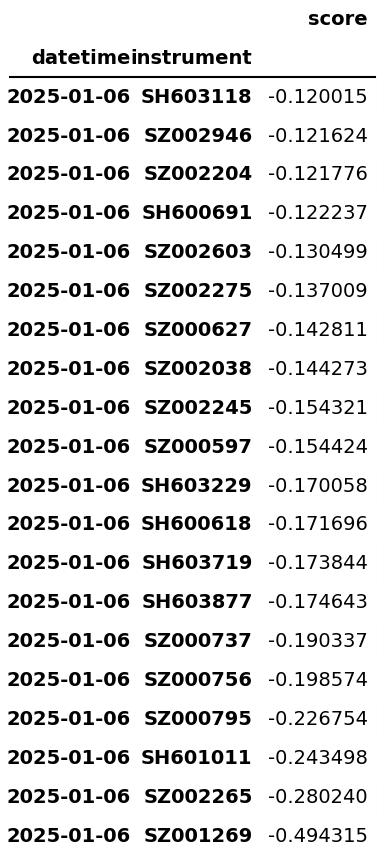 score
datetime instrument
2025-01-06 SH603118 -0.120015
2025-01-06 SZ002946 -0.121624
2025-01-06 SZ002204 -0.121776
2025-01-06 SH600691 -0.122237
2025-01-06 SZ002603 -0.130499
2025-01-06 SZ002275 -0.137009
2025-01-06 SZ000627 -0.142811
2025-01-06 SZ002038 -0.144273
2025-01-06 SZ002245 -0.154321
2025-01-06 SZ000597 -0.154424
2025-01-06 SH603229 -0.170058
2025-01-06 SH600618 -0.171696
2025-01-06 SH603719 -0.173844
2025-01-06 SH603877 -0.174643
2025-01-06 SZ000737 -0.190337
2025-01-06 SZ000756 -0.198574
2025-01-06 SZ000795 -0.226754
2025-01-06 SH601011 -0.243498
2025-01-06 SZ002265 -0.280240
2025-01-06 SZ001269 -0.494315